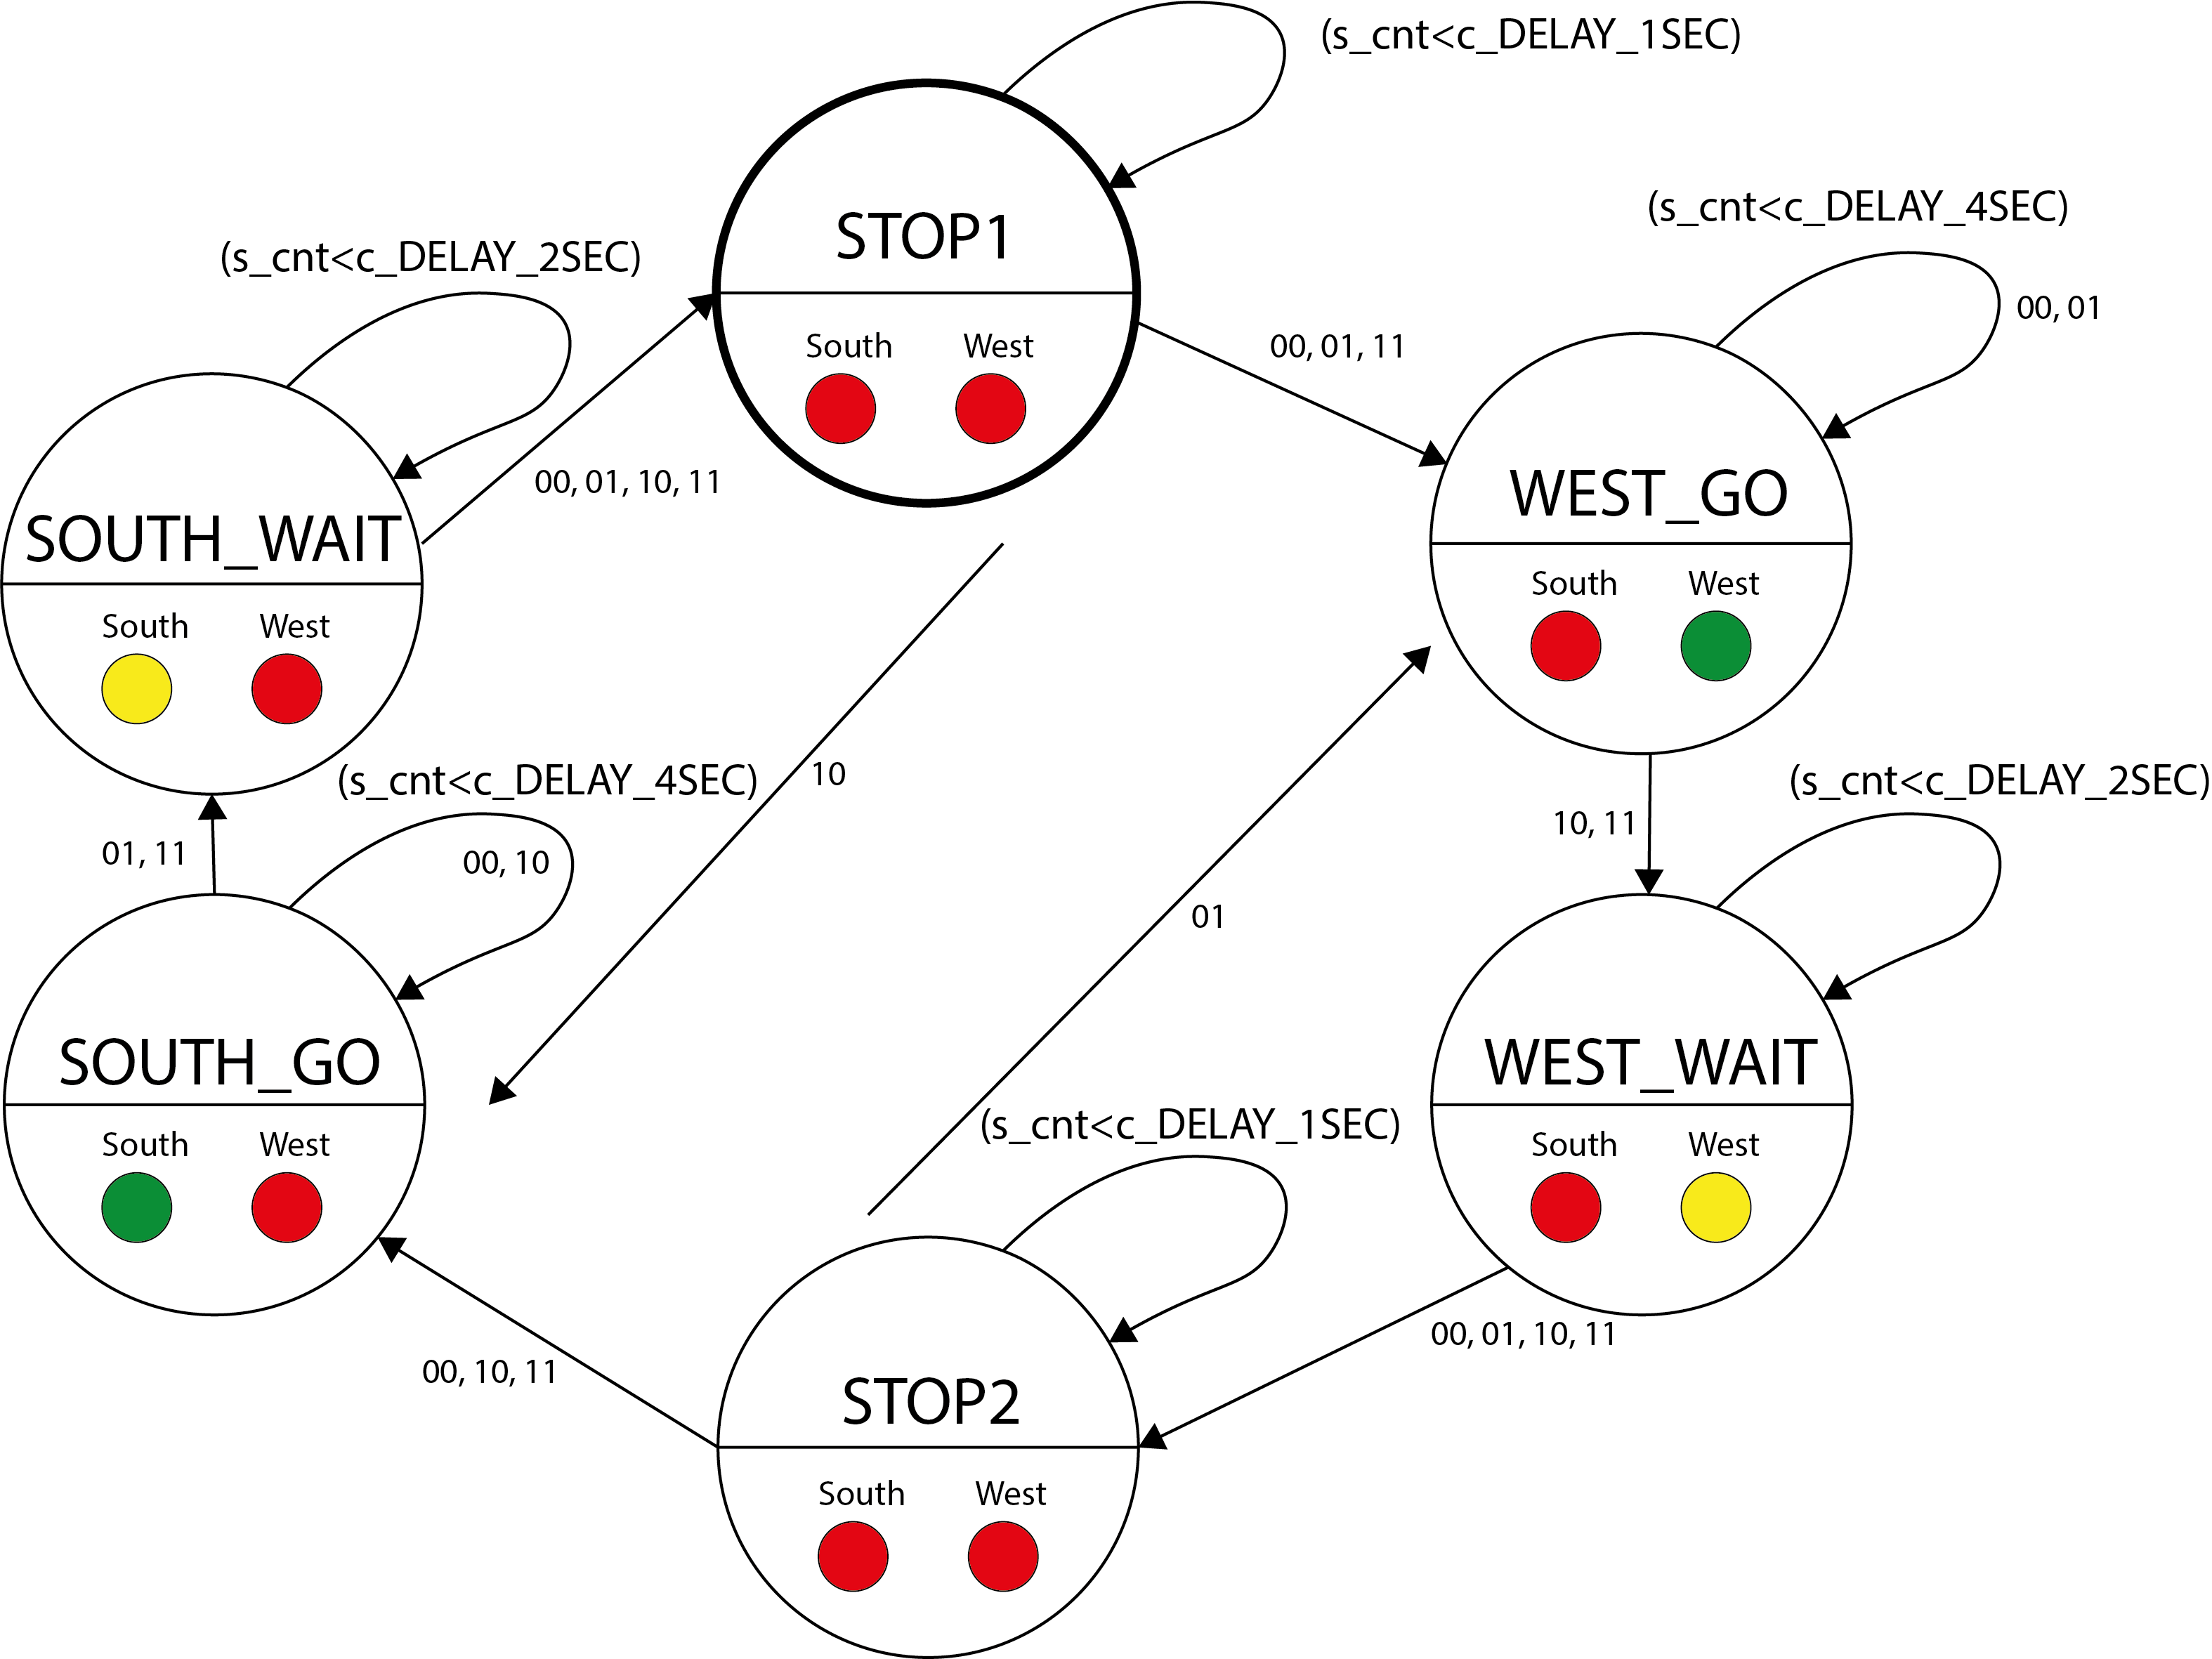 (s_cnt<c_DELAY_1SEC)
STOP1
South West
00, 01, 11
(s_cnt<c_DELAY_4SEC)
00, 01
WEST_GO
South West
(s_cnt<c_DELAY_2SEC)
00, 01, 10, 11
SOUTH_WAIT
South West
10
10, 11
(s_cnt<c_DELAY_2SEC)
01, 11
(s_cnt<c_DELAY_4SEC)
00, 10
01
SOUTH_GO
South West
WEST_WAIT
South West
(s_cnt<c_DELAY_1SEC)
00, 01, 10, 11
00, 10, 11
STOP2
South West